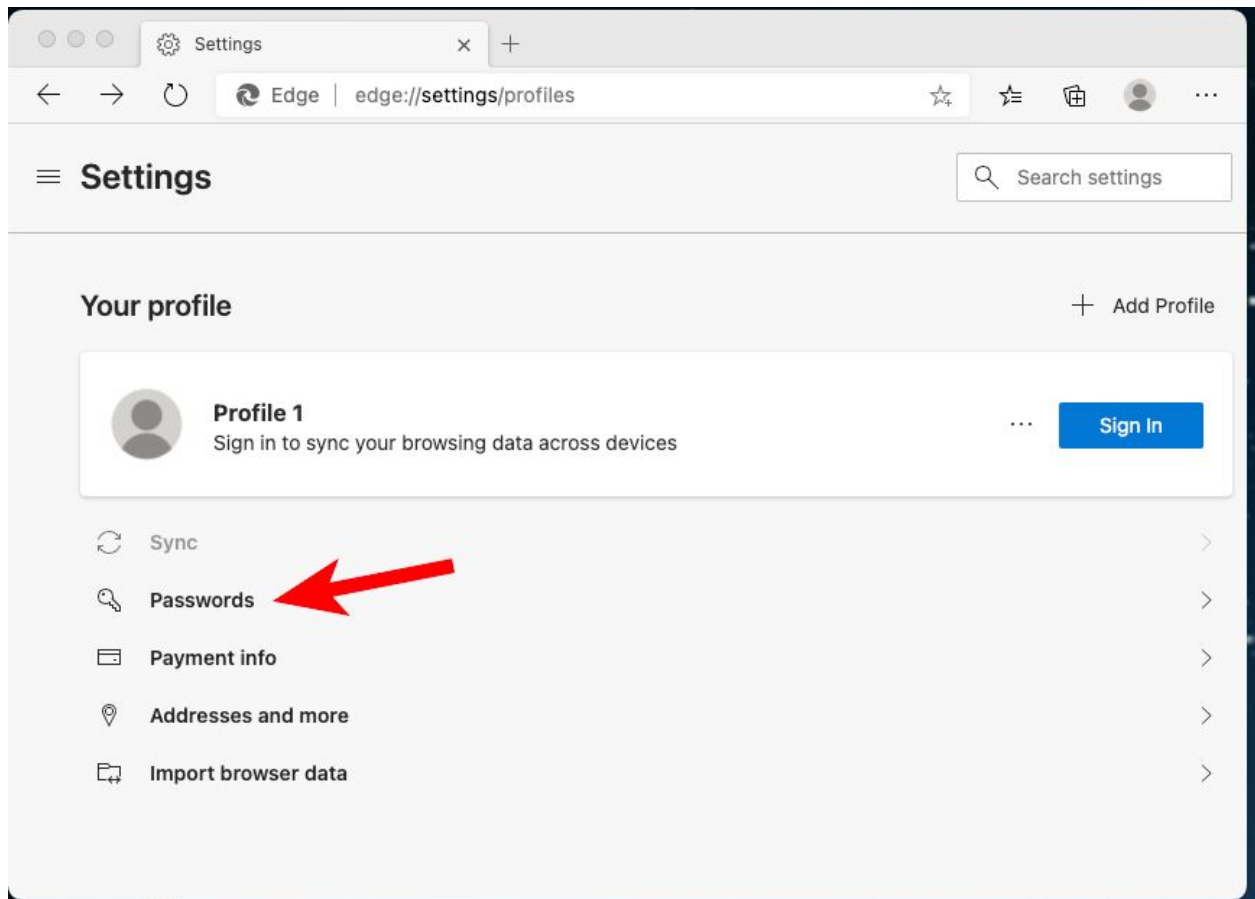 Settings
Edge edge://settings/profiles
Settings
Search settings
Your profile
Add Profile
Profile 1
Sign in to sync your browsing data across devices
Sign In
Sync
Passwords
Payment info
Addresses and more
Import browser data